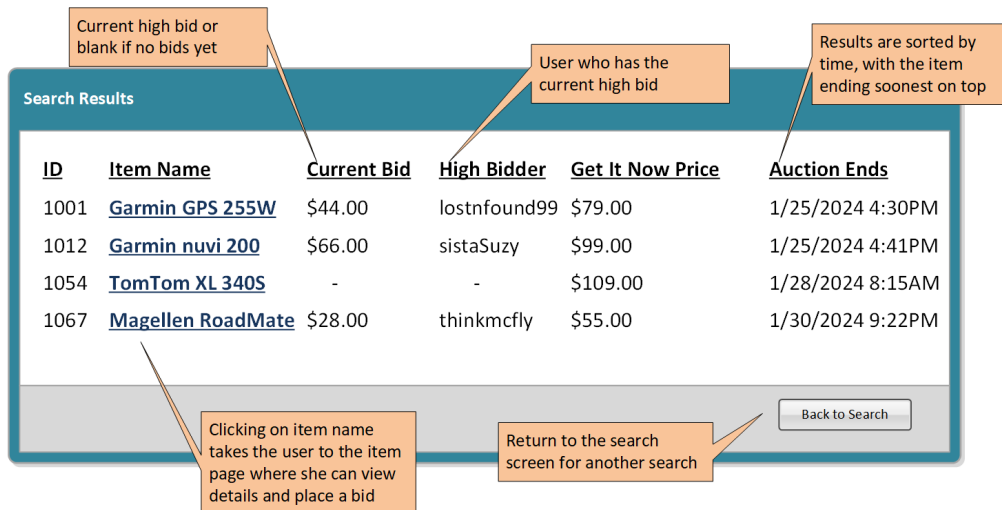 Current high bid or
blank if no bids yet
User who has the
current high bid
Results are sorted by
time, with the item
ending soonest on top
Search Results
ID Item Name Current Bid High Bidder Get It Now Price Auction Ends
1001 Garmin GPS 255W $44.00 lostnfound99 $79.00 1/25/2024 4:30PM
1012 Garmin nuvi 200 $66.00 sistaSuzy $99.00 1/25/2024 4:41PM
1054 TomTom XL 340S - - $109.00 1/28/2024 8:15AM
1067 Magellen RoadMate $28.00 thinkmcfly $55.00 1/30/2024 9:22PM
Clicking on item name
takes the user to the item
page where she can view
details and place a bid
Return to the search
screen for another search
Back to Search